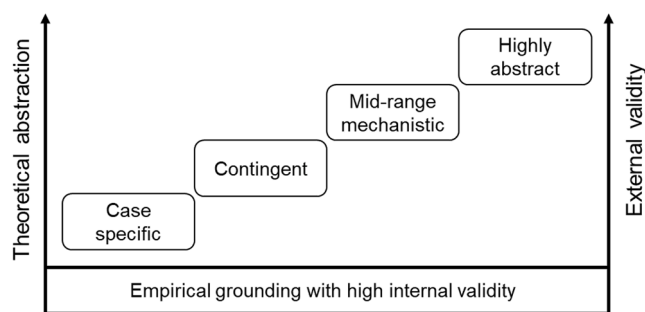 Theoretical abstraction
Highly
abstract
Mid-range
mechanistic
Contingent
Case
specific
External validity
Empirical grounding with high internal validity